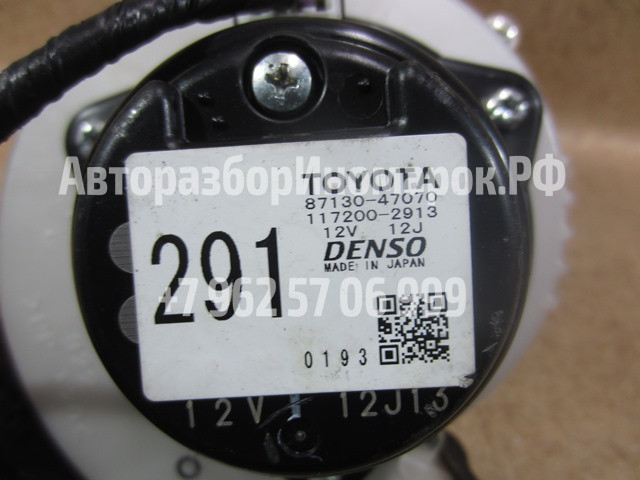 TOYOTA
87130-47070
117200-2913
12V 12J
291
DENSO
MADE IN JAPAN
0193
12V 12J13
АвторазборИнтерок.РФ
+7 962 57 06 009